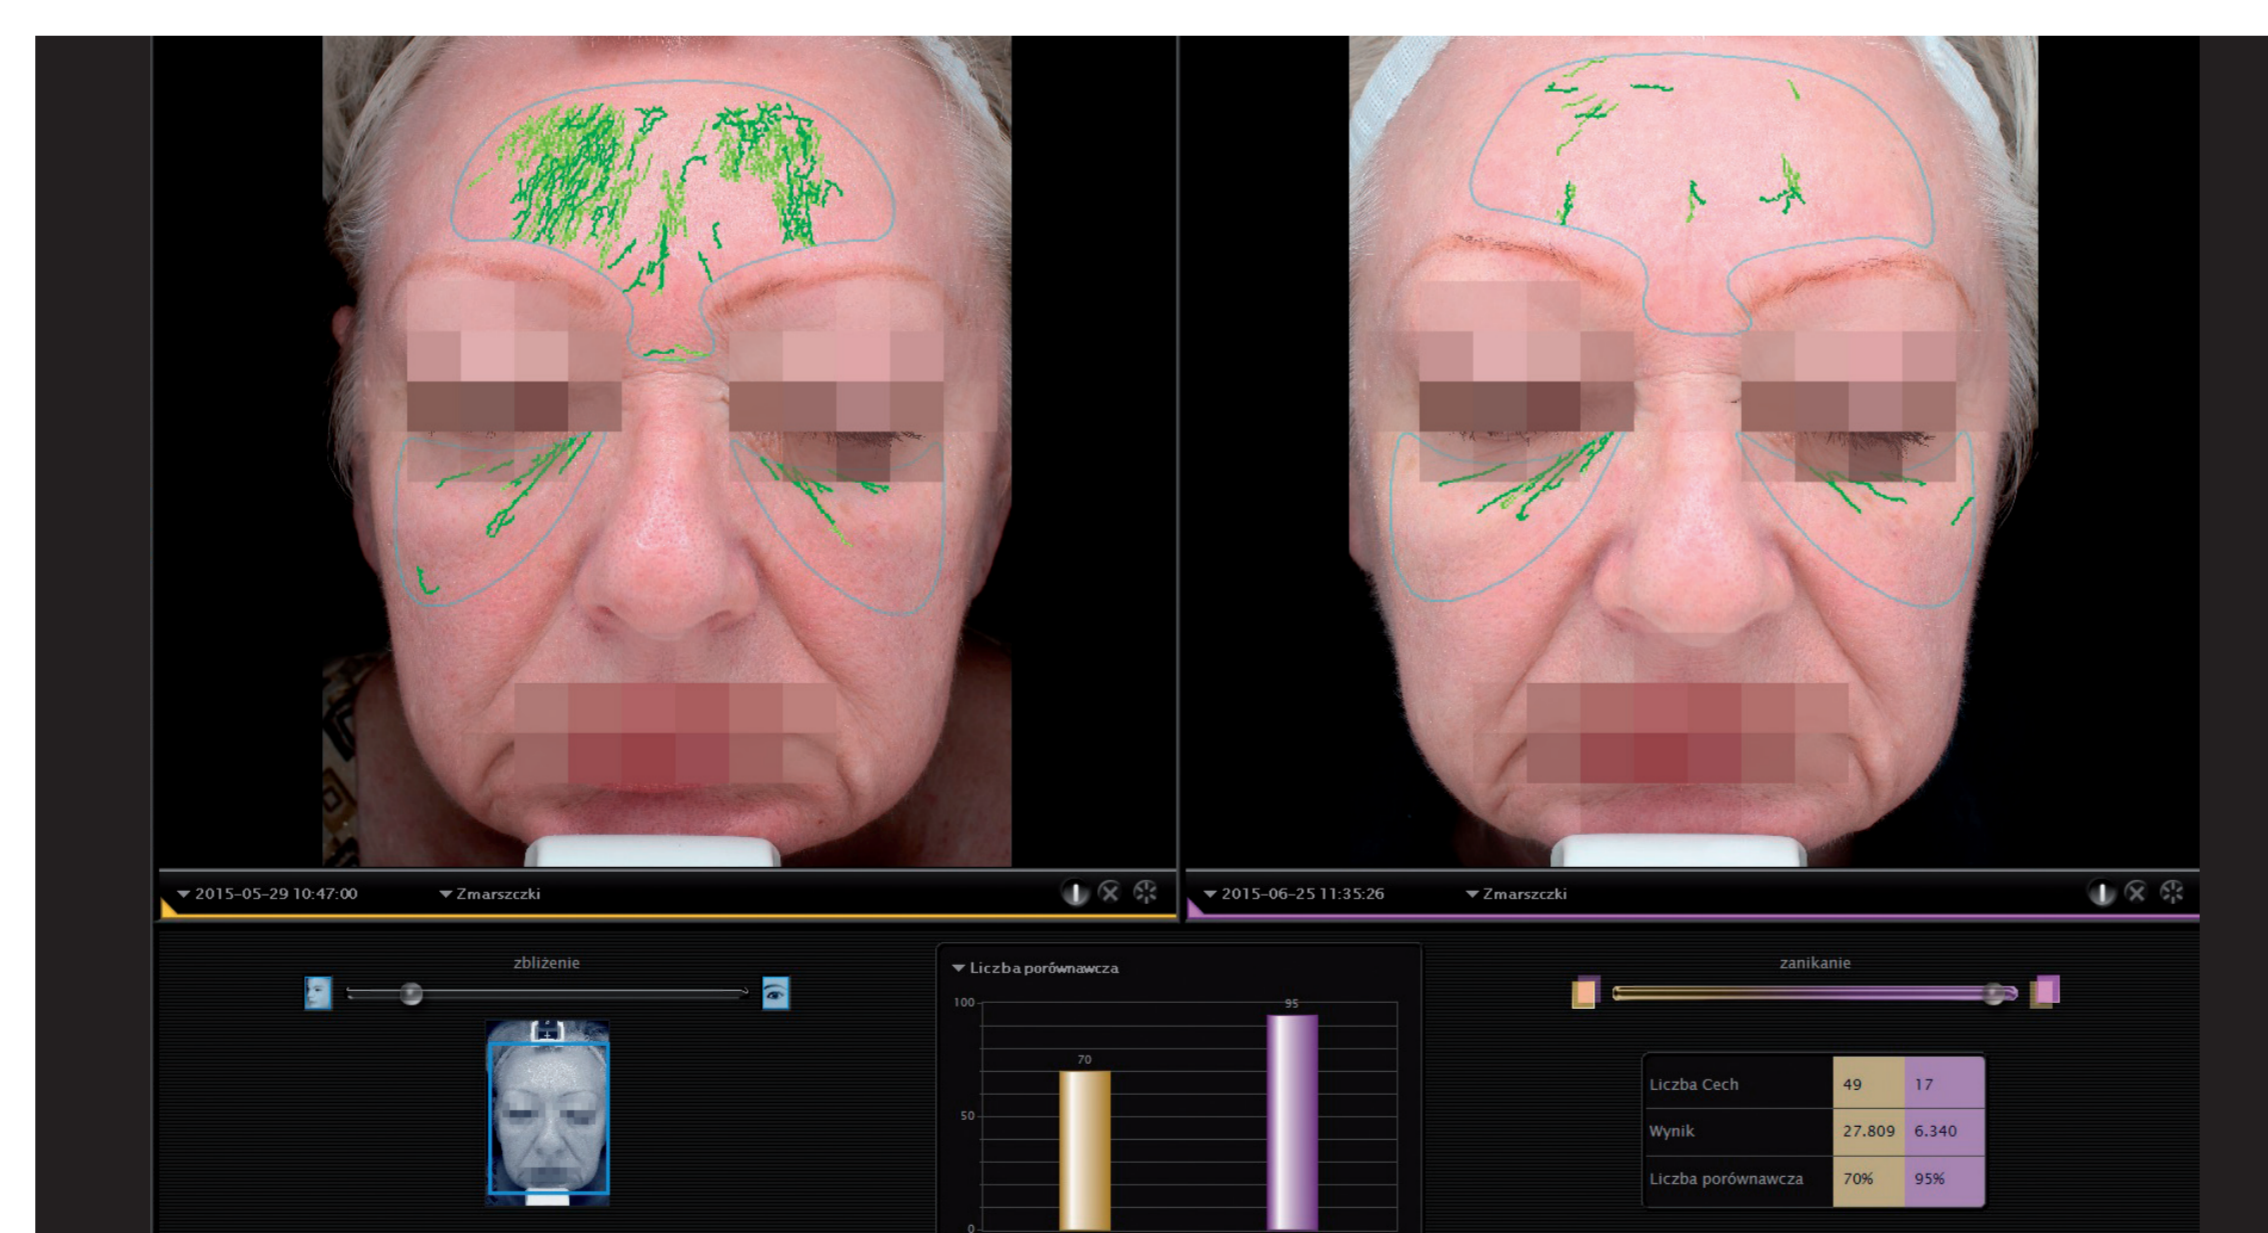 2015-05-29 10:47:00
Zmarszczki
2015-06-25 11:35:26
Zmarszczki
zbliżenie
Liczba porównawcza
100
50
0
70
95
zanikanie
Liczba Cech 49 17
Wynik 27.809 6.340
Liczba porównawcza 70% 95%